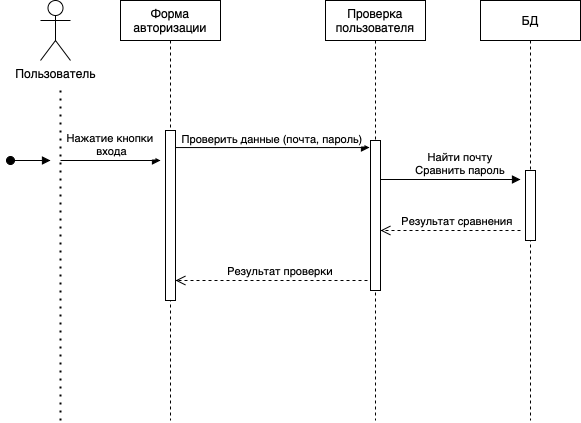 Форма
авторизации
Проверка
пользователя
БД
Пользователь
Нажатие кнопки
входа
Проверить данные (почта, пароль)
Найти почту
Сравнить пароль
Результат сравнения
Результат проверки